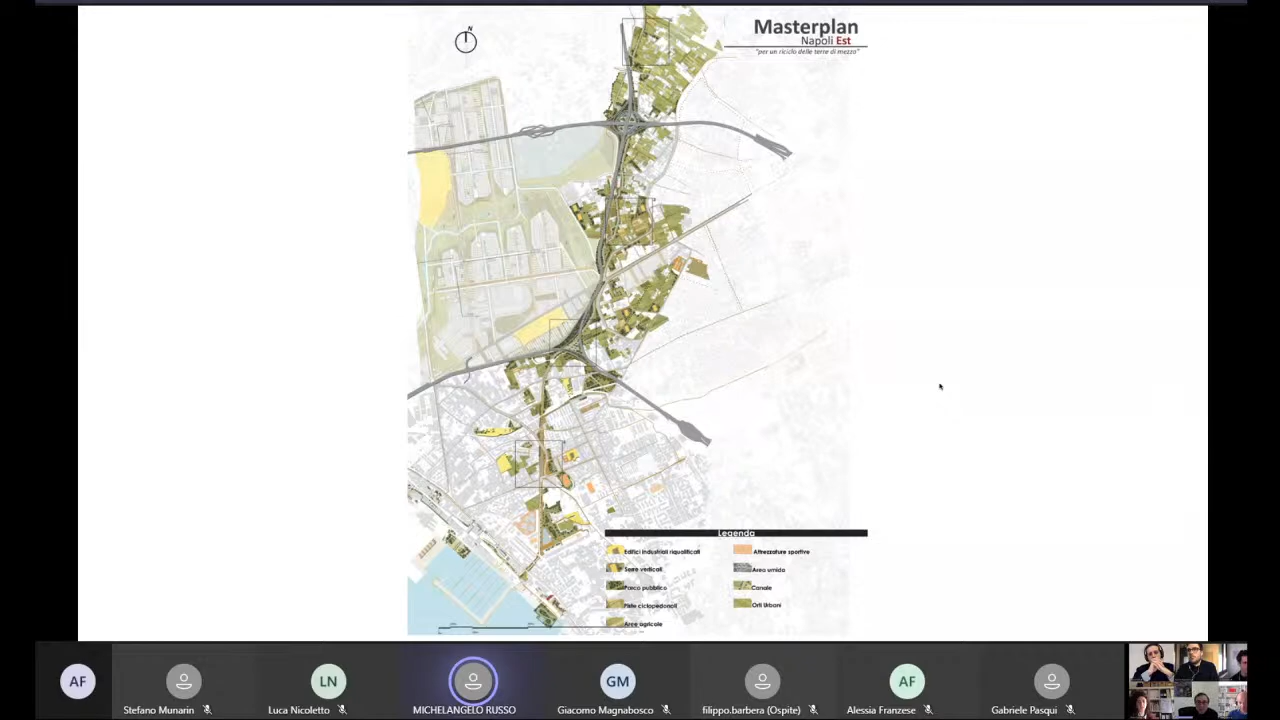 N
Masterplan
Napoli Est
"per un riciclo delle terre di mezzo"
Legenda
Edifici industriali riqualificati
Attrezzature sportive
Serre verticali
Area umida
Parco pubblico
Canale
Piste ciclopedonali
Orti Urbani
Aree agricole
AF
LN
GM
AF
Stefano Munarin
Luca Nicoletto
MICHELANGELO RUSSO
Giacomo Magnabosco
filippo.barbera (Ospite)
Alessia Franzese
Gabriele Pasqui